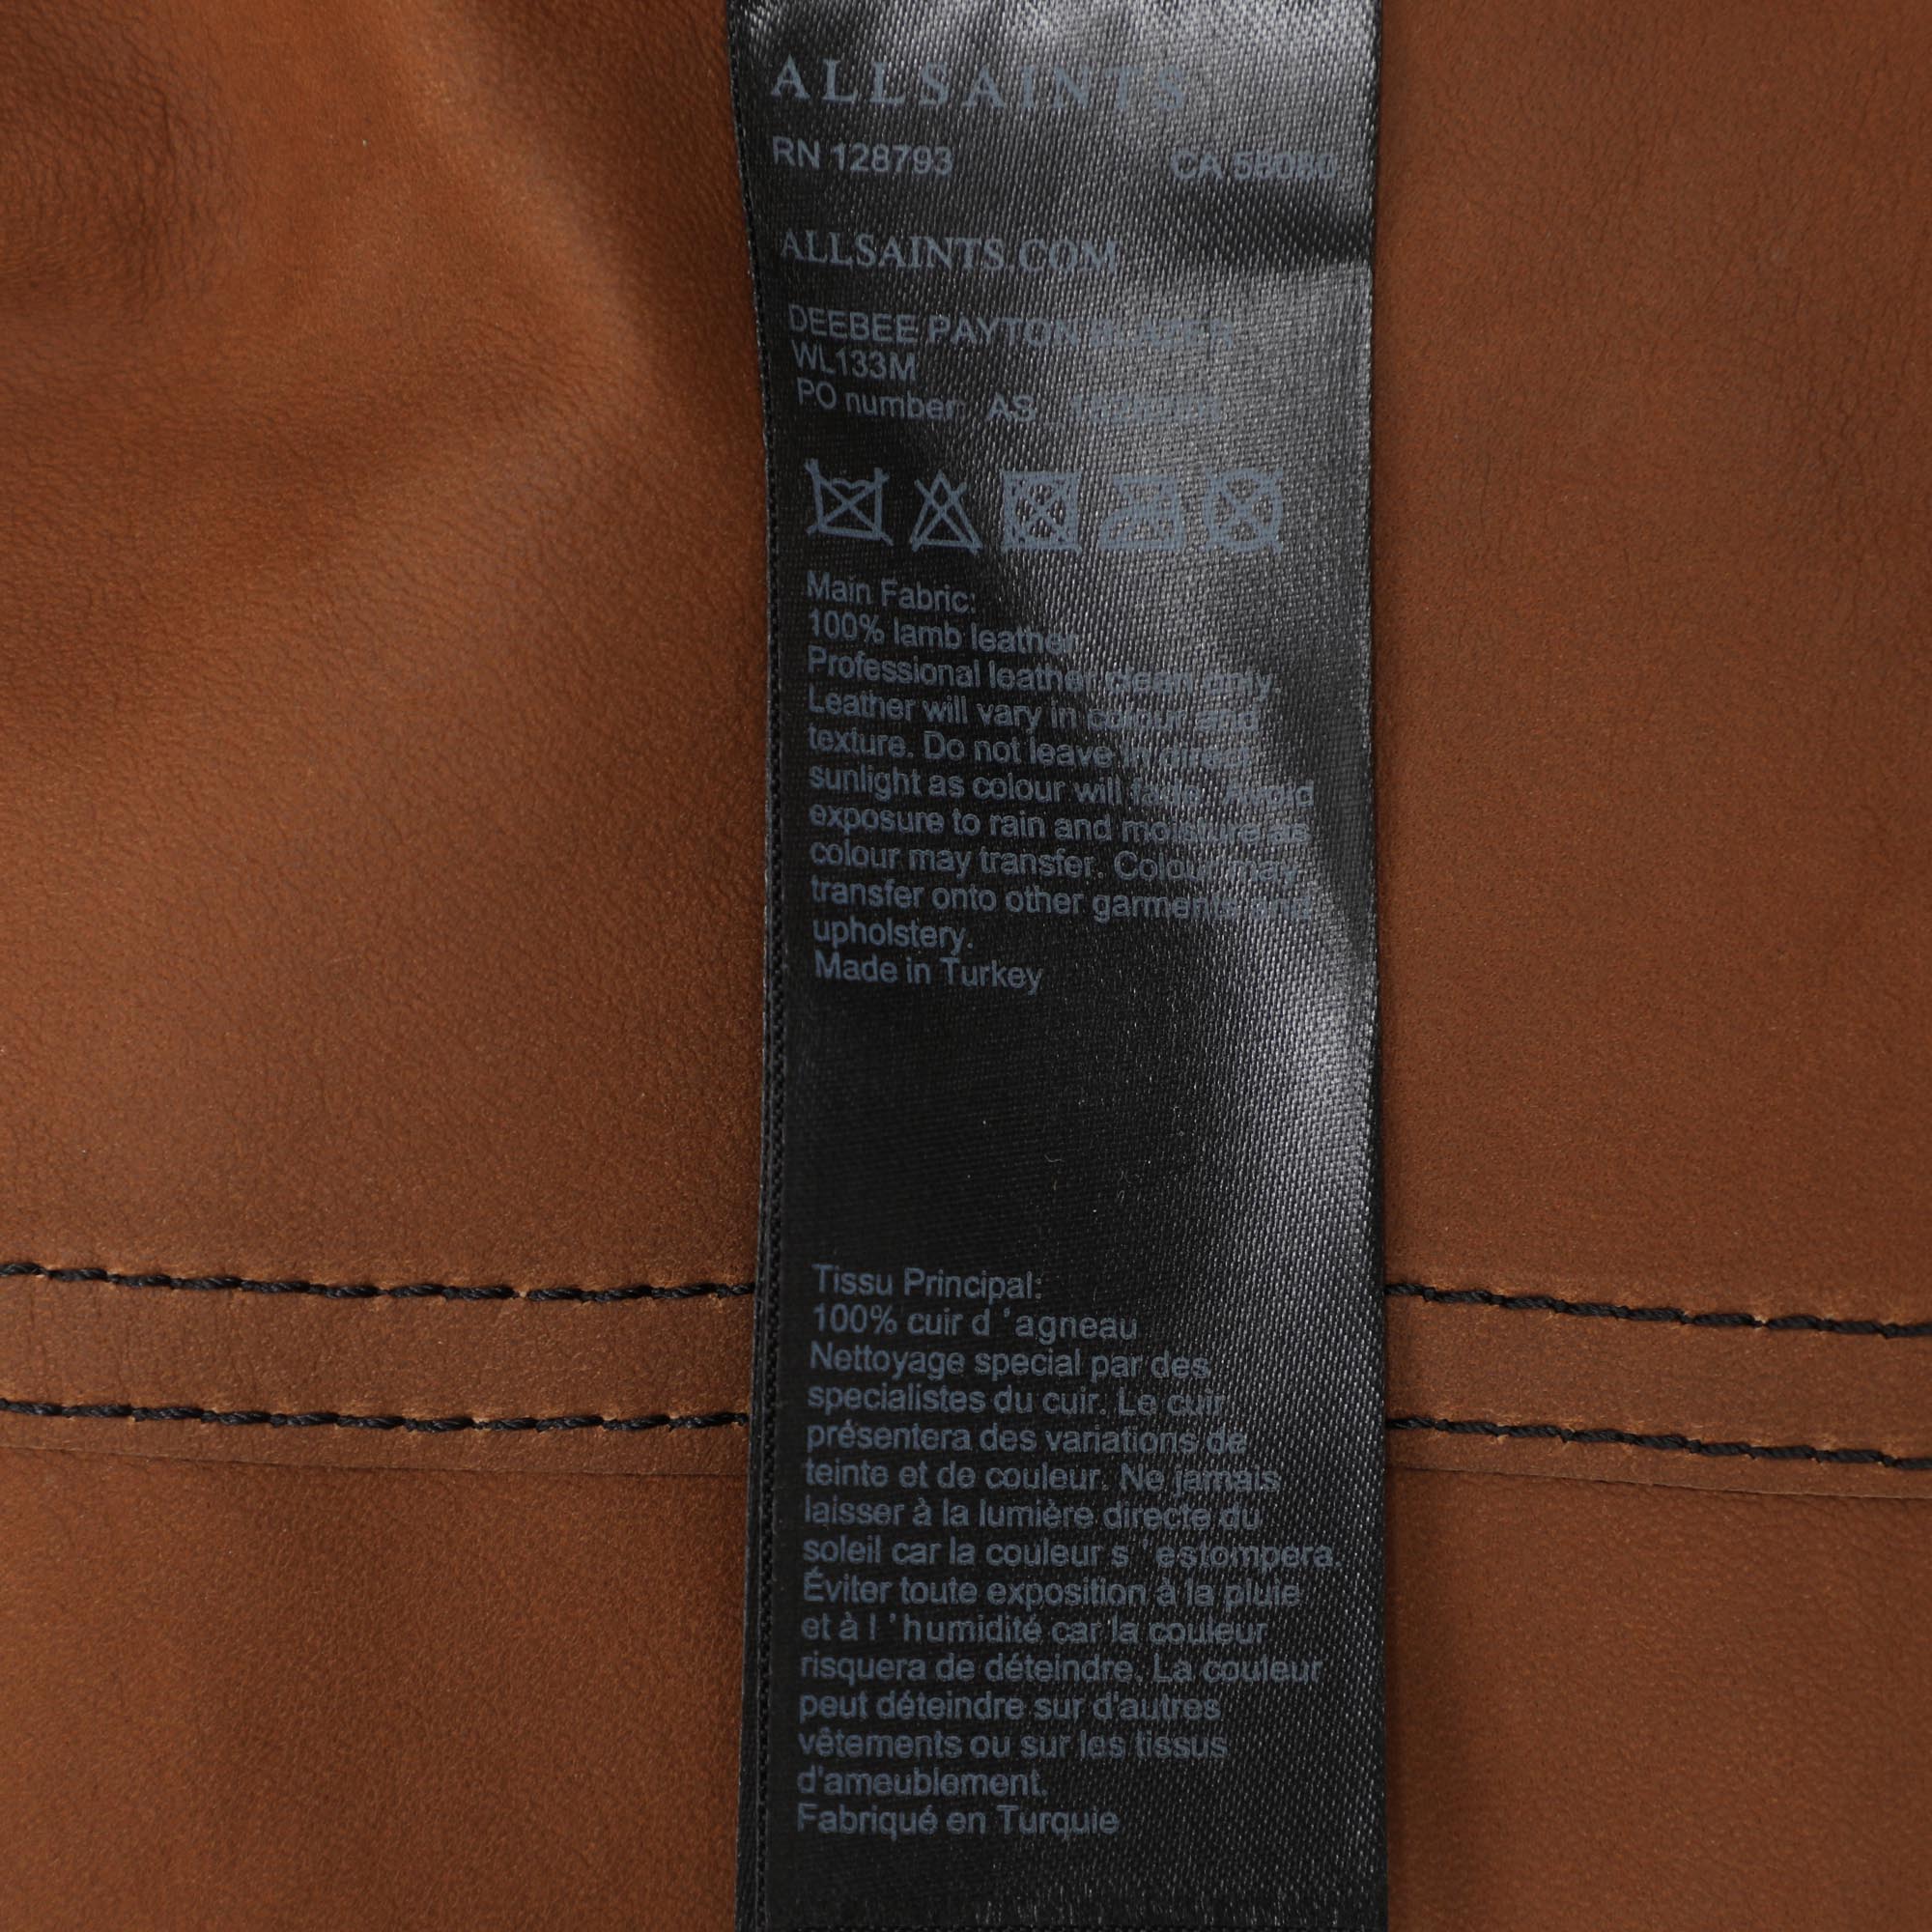 ALLSAINTS
RN 128793 CA
ALLSAINTS.COM
DEEBEE PAYTON BLAZER
WL133M
PO number: AS
Main Fabric:
100% lamb leather
Professional leather clean only.
Leather will vary in colour and
texture. Do not leave in direct
sunlight as colour will fade. Avoid
exposure to rain and moisture as
colour may transfer. Colour may
transfer onto other garments and
upholstery.
Made in Turkey
Tissu Principal:
100% cuir d 'agneau
Nettoyage special par des
specialistes du cuir. Le cuir
présentera des variations de
teinte et de couleur. Ne jamais
laisser à la lumière directe du
soleil car la couleur s 'estompera.
Éviter toute exposition à la pluie
et à l 'humidité car la couleur
risquera de déteindre. La couleur
peut déteindre sur d'autres
vêtements ou sur les tissus
d'ameublement.
Fabriqué en Turquie